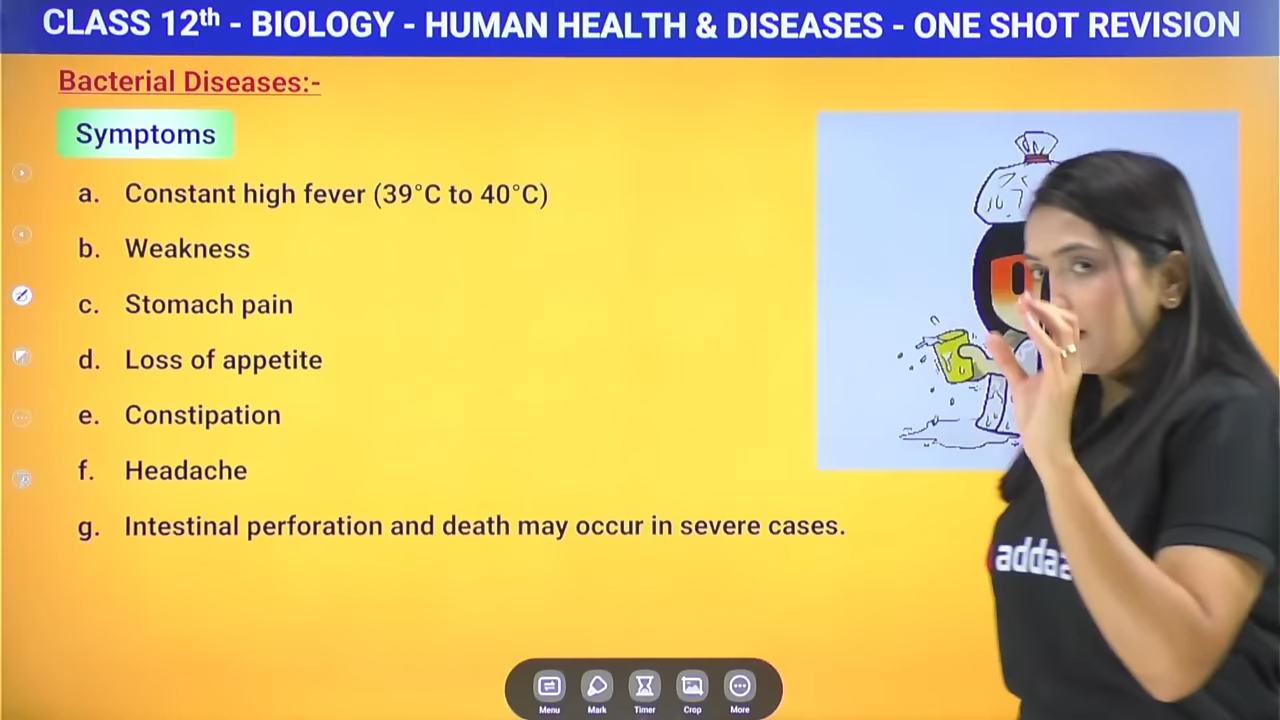 CLASS 12th - BIOLOGY - HUMAN HEALTH & DISEASES - ONE SHOT REVISION
Bacterial Diseases:-
Symptoms
a. Constant high fever (39°C to 40°C)
b. Weakness
c. Stomach pain
d. Loss of appetite
e. Constipation
f. Headache
g. Intestinal perforation and death may occur in severe cases.
Menu Mark Timer Crop More